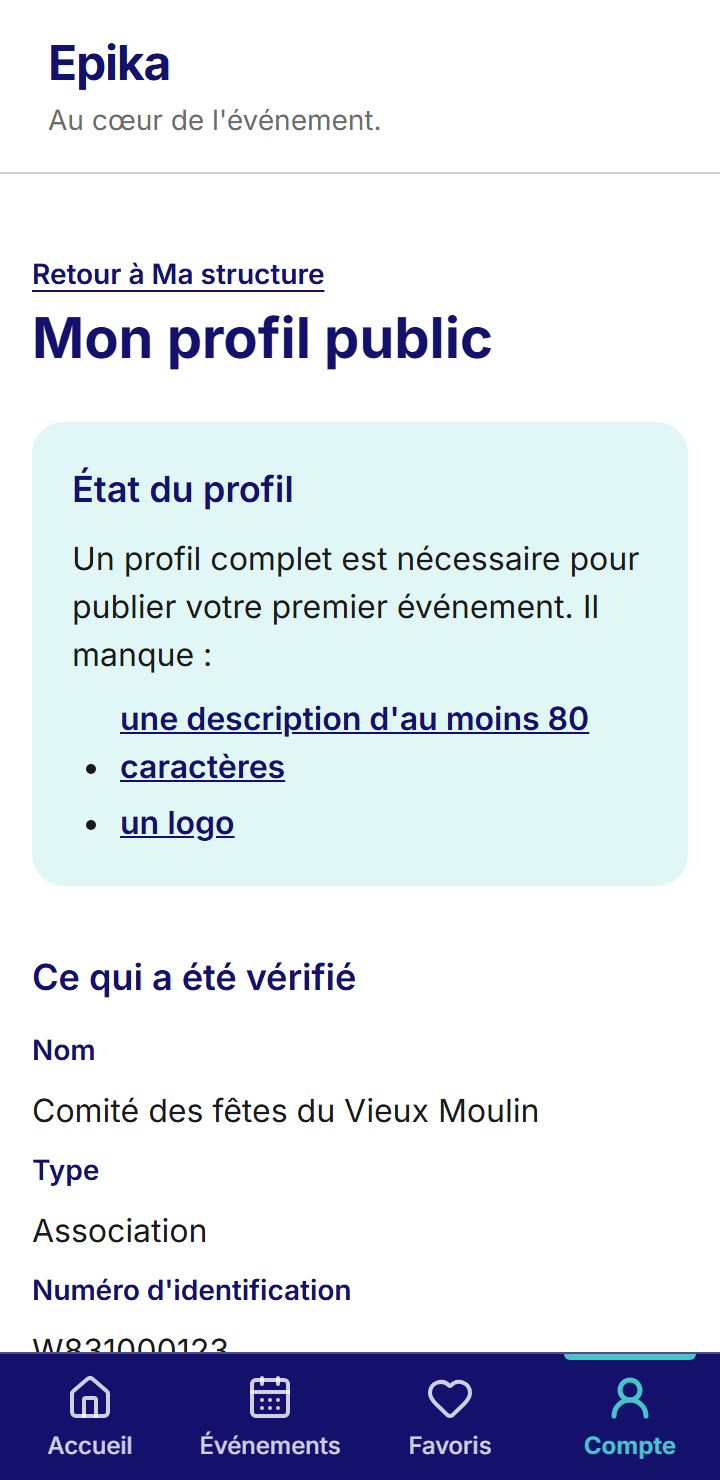 Epika
Au cœur de l'événement.
Retour à Ma structure
Mon profil public
État du profil
Un profil complet est nécessaire pour
publier votre premier événement. Il
manque :
une description d'au moins 80
• caractères
• un logo
Ce qui a été vérifié
Nom
Comité des fêtes du Vieux Moulin
Type
Association
Numéro d'identification
W831000123
Accueil
Événements
Favoris
Compte